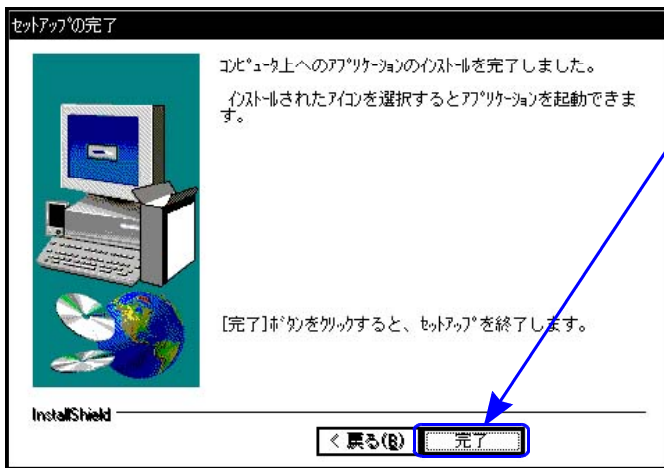 ｾｯﾄｱｯﾌﾟの完了
ｺﾝﾋﾟｭｰﾀ上へのｱﾌﾟﾘｹｰｼｮﾝのｲﾝｽﾄｰﾙを完了しました。
ｲﾝｽﾄｰﾙされたｱｲｺﾝを選択するとｱﾌﾟﾘｹｰｼｮﾝを起動できま
す。
[完了]ﾎﾞﾀﾝをｸﾘｯｸすると、ｾｯﾄｱｯﾌﾟを終了します。
InstallShield
< 戻る(B)
完了